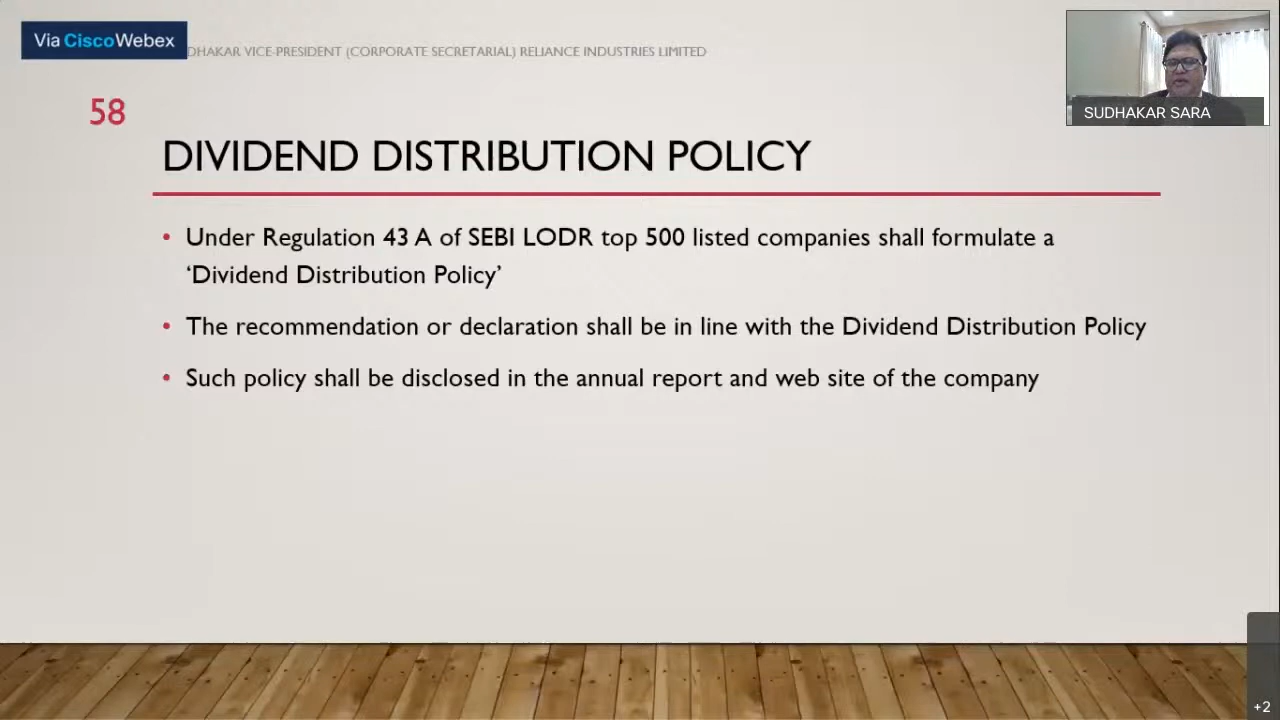 Via Cisco Webex
DHAKAR VICE-PRESIDENT (CORPORATE SECRETARIAL) RELIANCE INDUSTRIES LIMITED
SUDHAKAR SARA
58
DIVIDEND DISTRIBUTION POLICY
• Under Regulation 43 A of SEBI LODR top 500 listed companies shall formulate a
‘Dividend Distribution Policy’
• The recommendation or declaration shall be in line with the Dividend Distribution Policy
• Such policy shall be disclosed in the annual report and web site of the company
+2